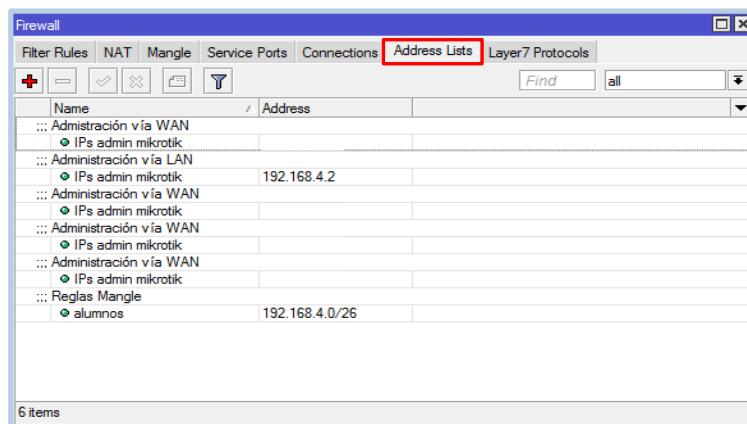 Firewall
Filter Rules NAT Mangle Service Ports Connections Address Lists Layer7 Protocols
Find all
Name Address
;;; Admistración vía WAN
IPs admin mikrotik
;;; Administración vía LAN
IPs admin mikrotik 192.168.4.2
;;; Administración vía WAN
IPs admin mikrotik
;;; Administración vía WAN
IPs admin mikrotik
;;; Administración vía WAN
IPs admin mikrotik
;;; Reglas Mangle
alumnos 192.168.4.0/26
6 items